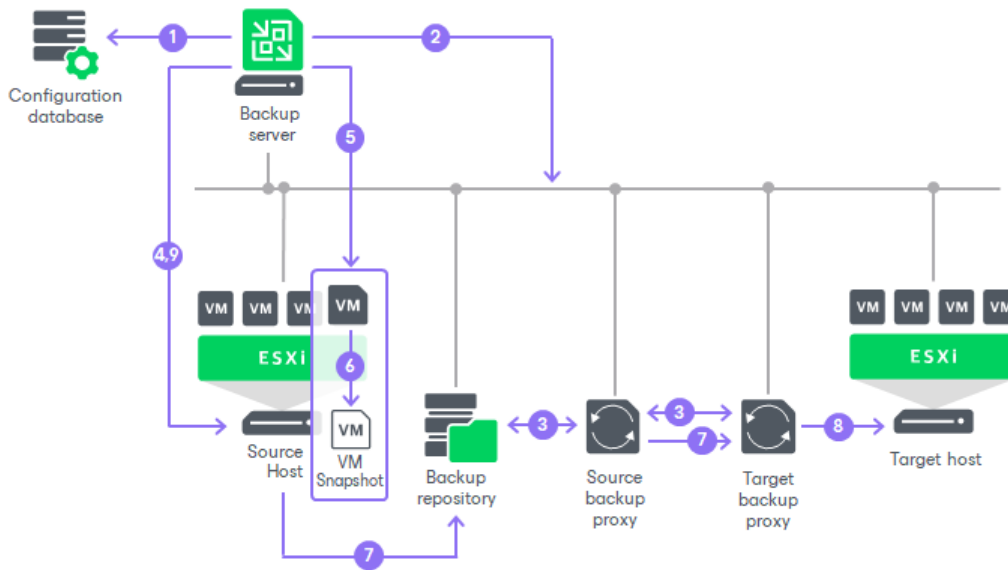 1
2
Configuration
database
Backup
server
5
4,9
VM
VM
VM
VM
ESXi
6
VM
VM
Snapshot
Source
Host
7
3
Backup
repository
3
7
Source
backup
proxy
Target
backup
proxy
8
VM
VM
VM
VM
ESXi
Target host